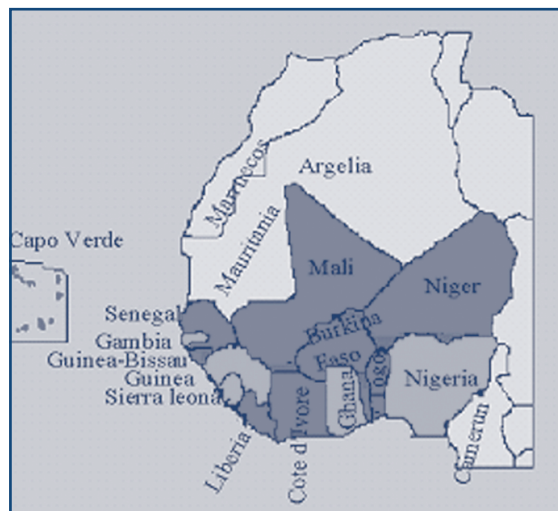 Marruecos
Argelia
Mauritania
Capo Verde
Mali
Niger
Senegal
Burkina
Faso
Gambia
Guinea-Bissau
Guinea
Sierra leona
Ghana
Togo
Nigeria
Liberia
Cote d'Ivore
Camerun